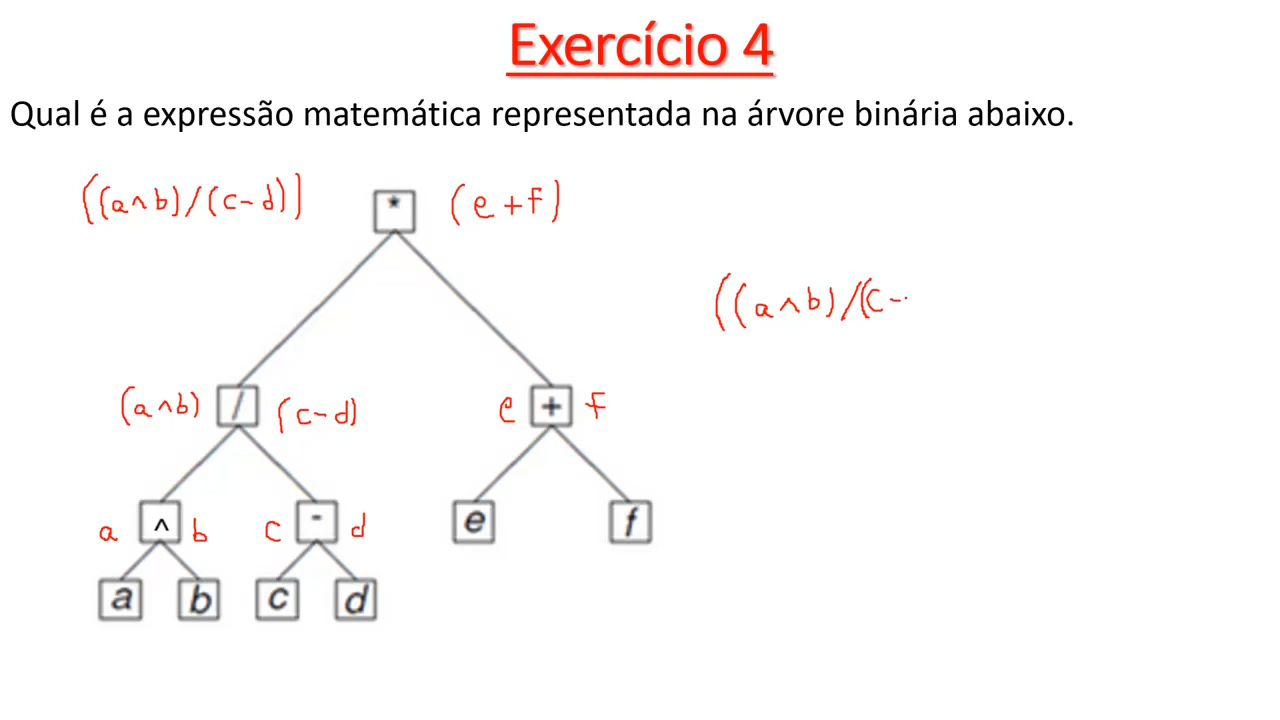 Exercício 4
Qual é a expressão matemática representada na árvore binária abaixo.
((a^b)/(c-d)) * (e+f)
((a^b)/(c-
(a^b) / (c-d) e + f
a ^ b c - d e f
a b c d